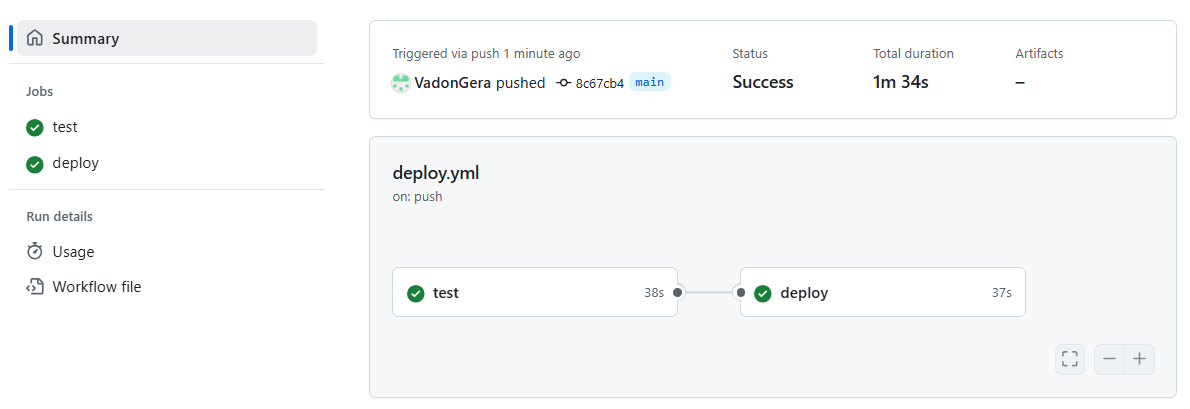 Summary
Jobs
test
deploy
Run details
Usage
Workflow file
Triggered via push 1 minute ago
VadonGera pushed 8c67cb4 main
Status
Success
Total duration
1m 34s
Artifacts
–
deploy.yml
on: push
test 38s
deploy 37s